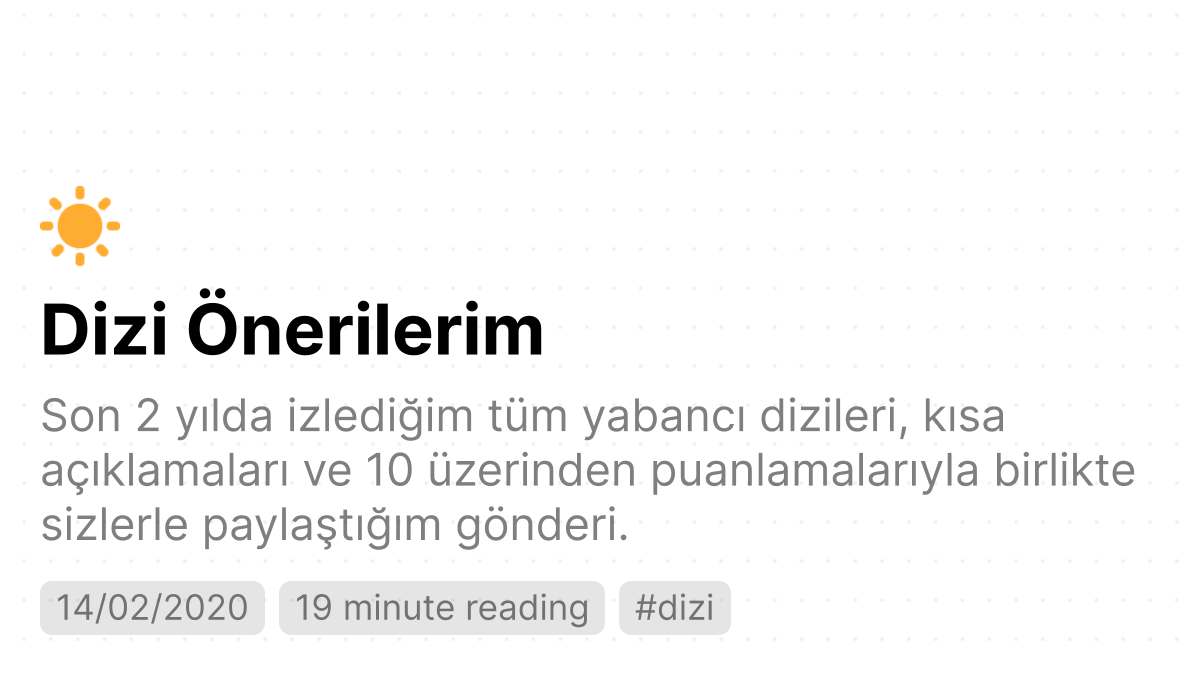 Dizi Önerilerim
Son 2 yılda izlediğim tüm yabancı dizileri, kısa
açıklamaları ve 10 üzerinden puanlamalarıyla birlikte
sizlerle paylaştığım gönderi.
14/02/2020 19 minute reading #dizi